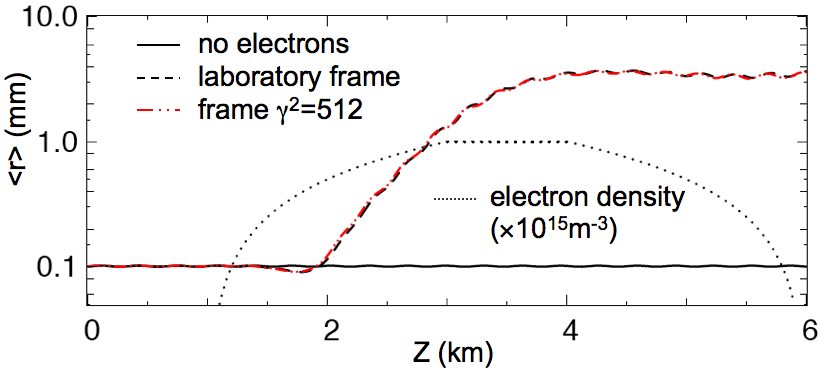 10.0
1.0
0.1
<r> (mm)
no electrons
laboratory frame
frame γ²=512
electron density
(×10¹⁵m⁻³)
0
2
4
6
Z (km)